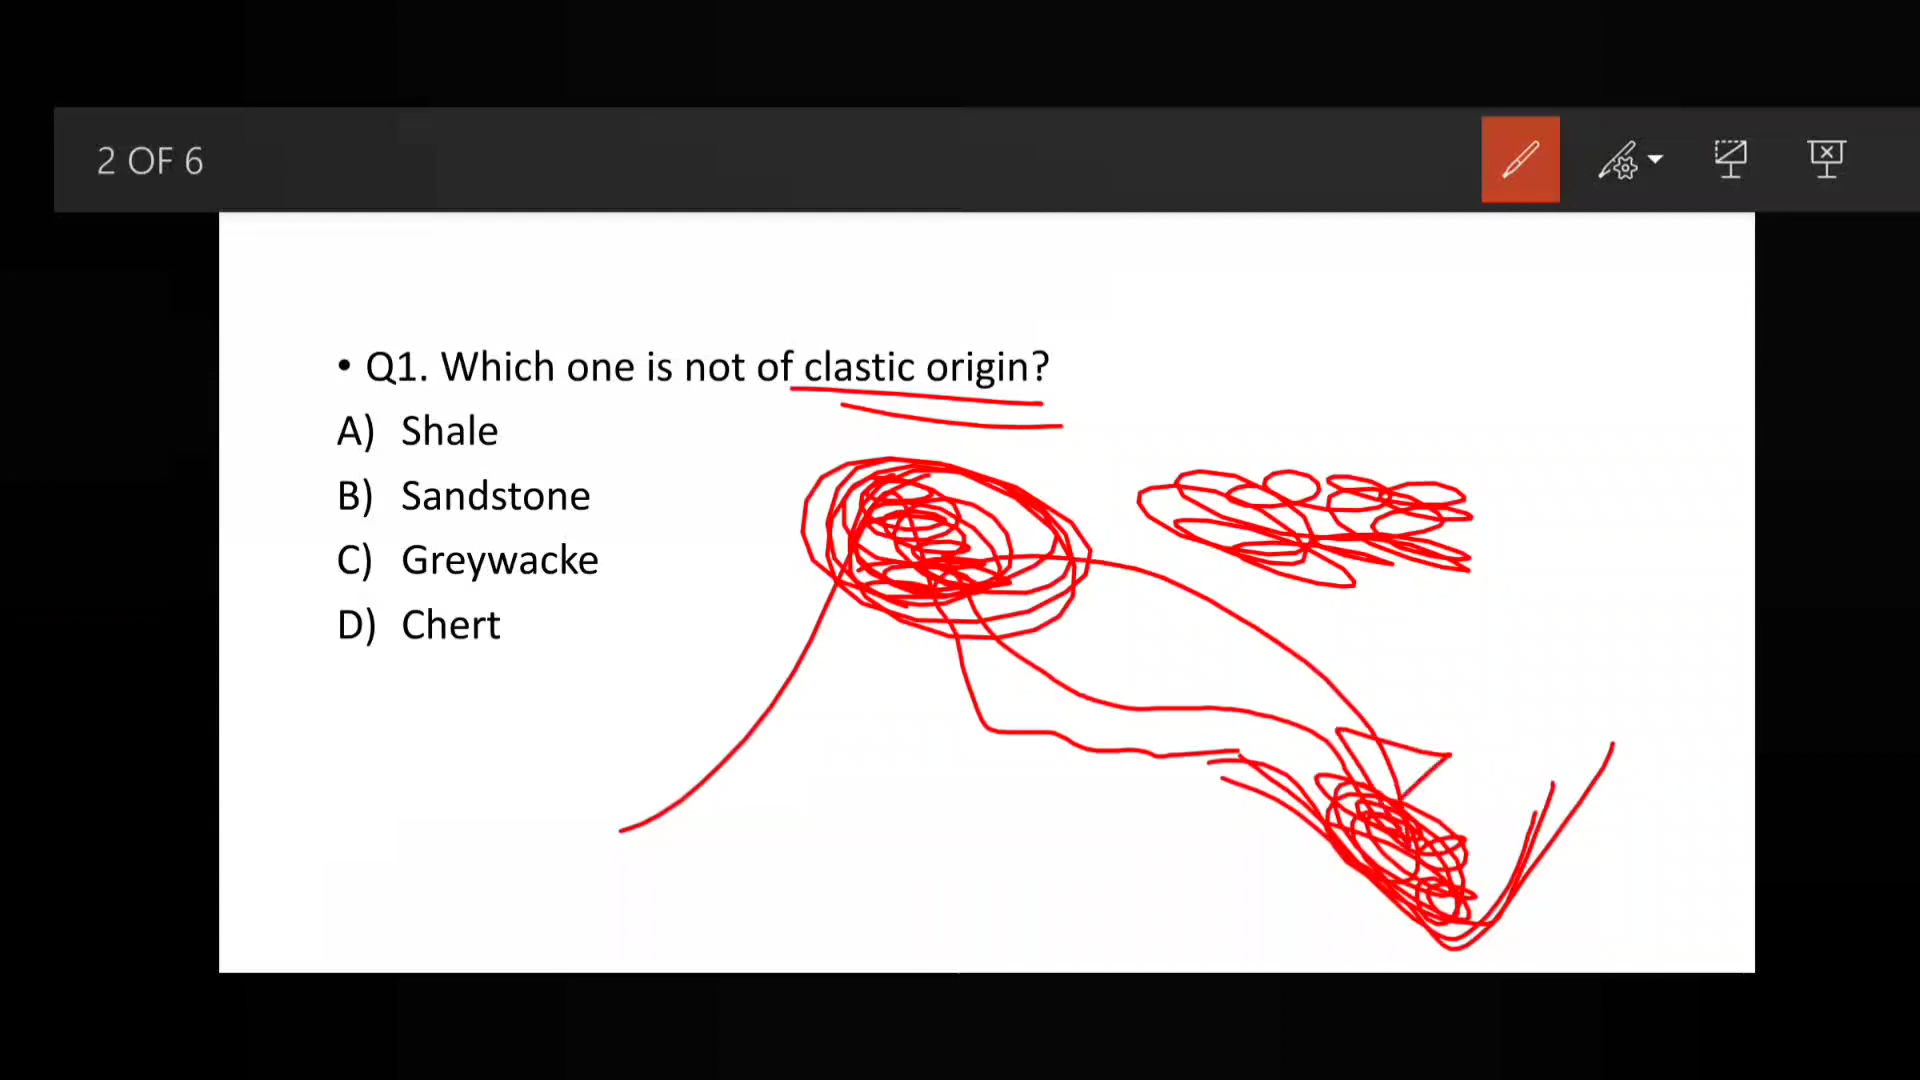 2 OF 6
• Q1. Which one is not of clastic origin?
A) Shale
B) Sandstone
C) Greywacke
D) Chert